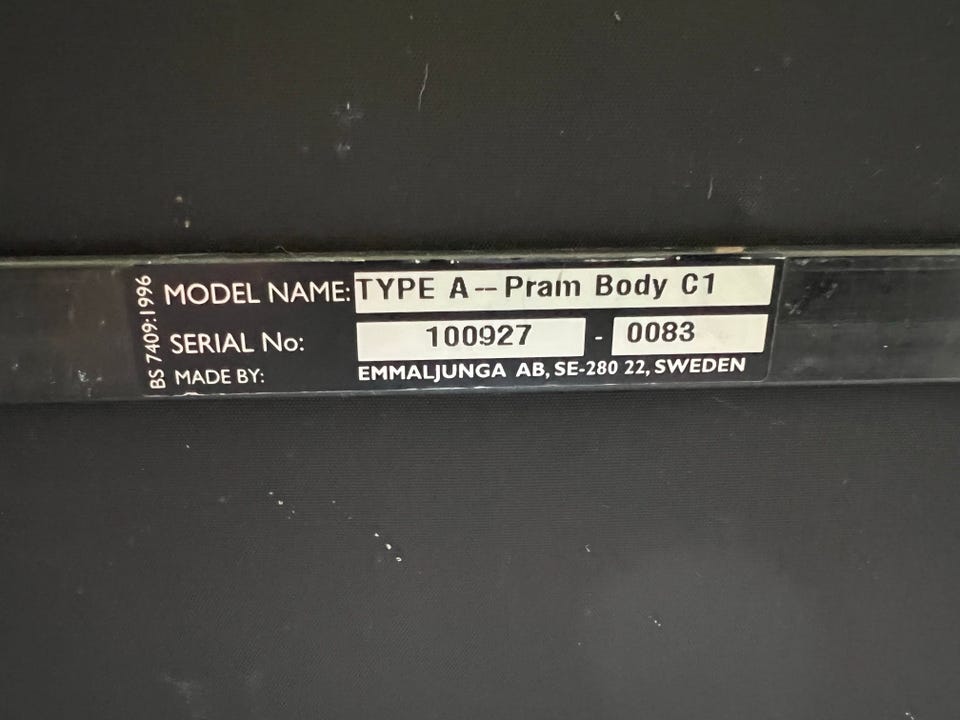 BS 7409:1996
MODEL NAME: TYPE A -- Pram Body C1
SERIAL No: 100927 - 0083
MADE BY: EMMALJUNGA AB, SE-280 22, SWEDEN